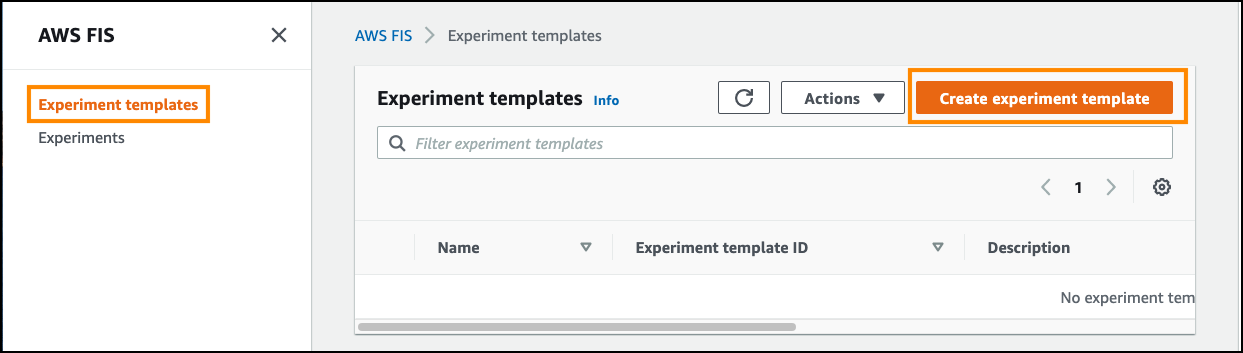 AWS FIS
Experiment templates
Experiments
AWS FIS > Experiment templates
Experiment templates Info Actions Create experiment template
Filter experiment templates
1
Name Experiment template ID Description
No experiment tem